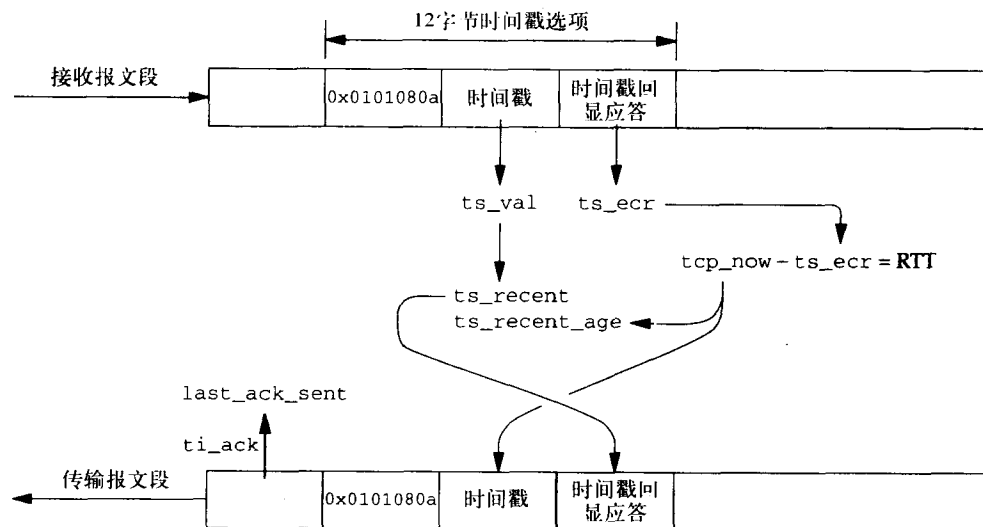 12字节时间戳选项
接收报文段
0x0101080a
时间戳
时间戳回
显应答
ts_val
ts_ecr
tcp_now－ts_ecr＝RTT
ts_recent
ts_recent_age
last_ack_sent
ti_ack
传输报文段
0x0101080a
时间戳
时间戳回
显应答